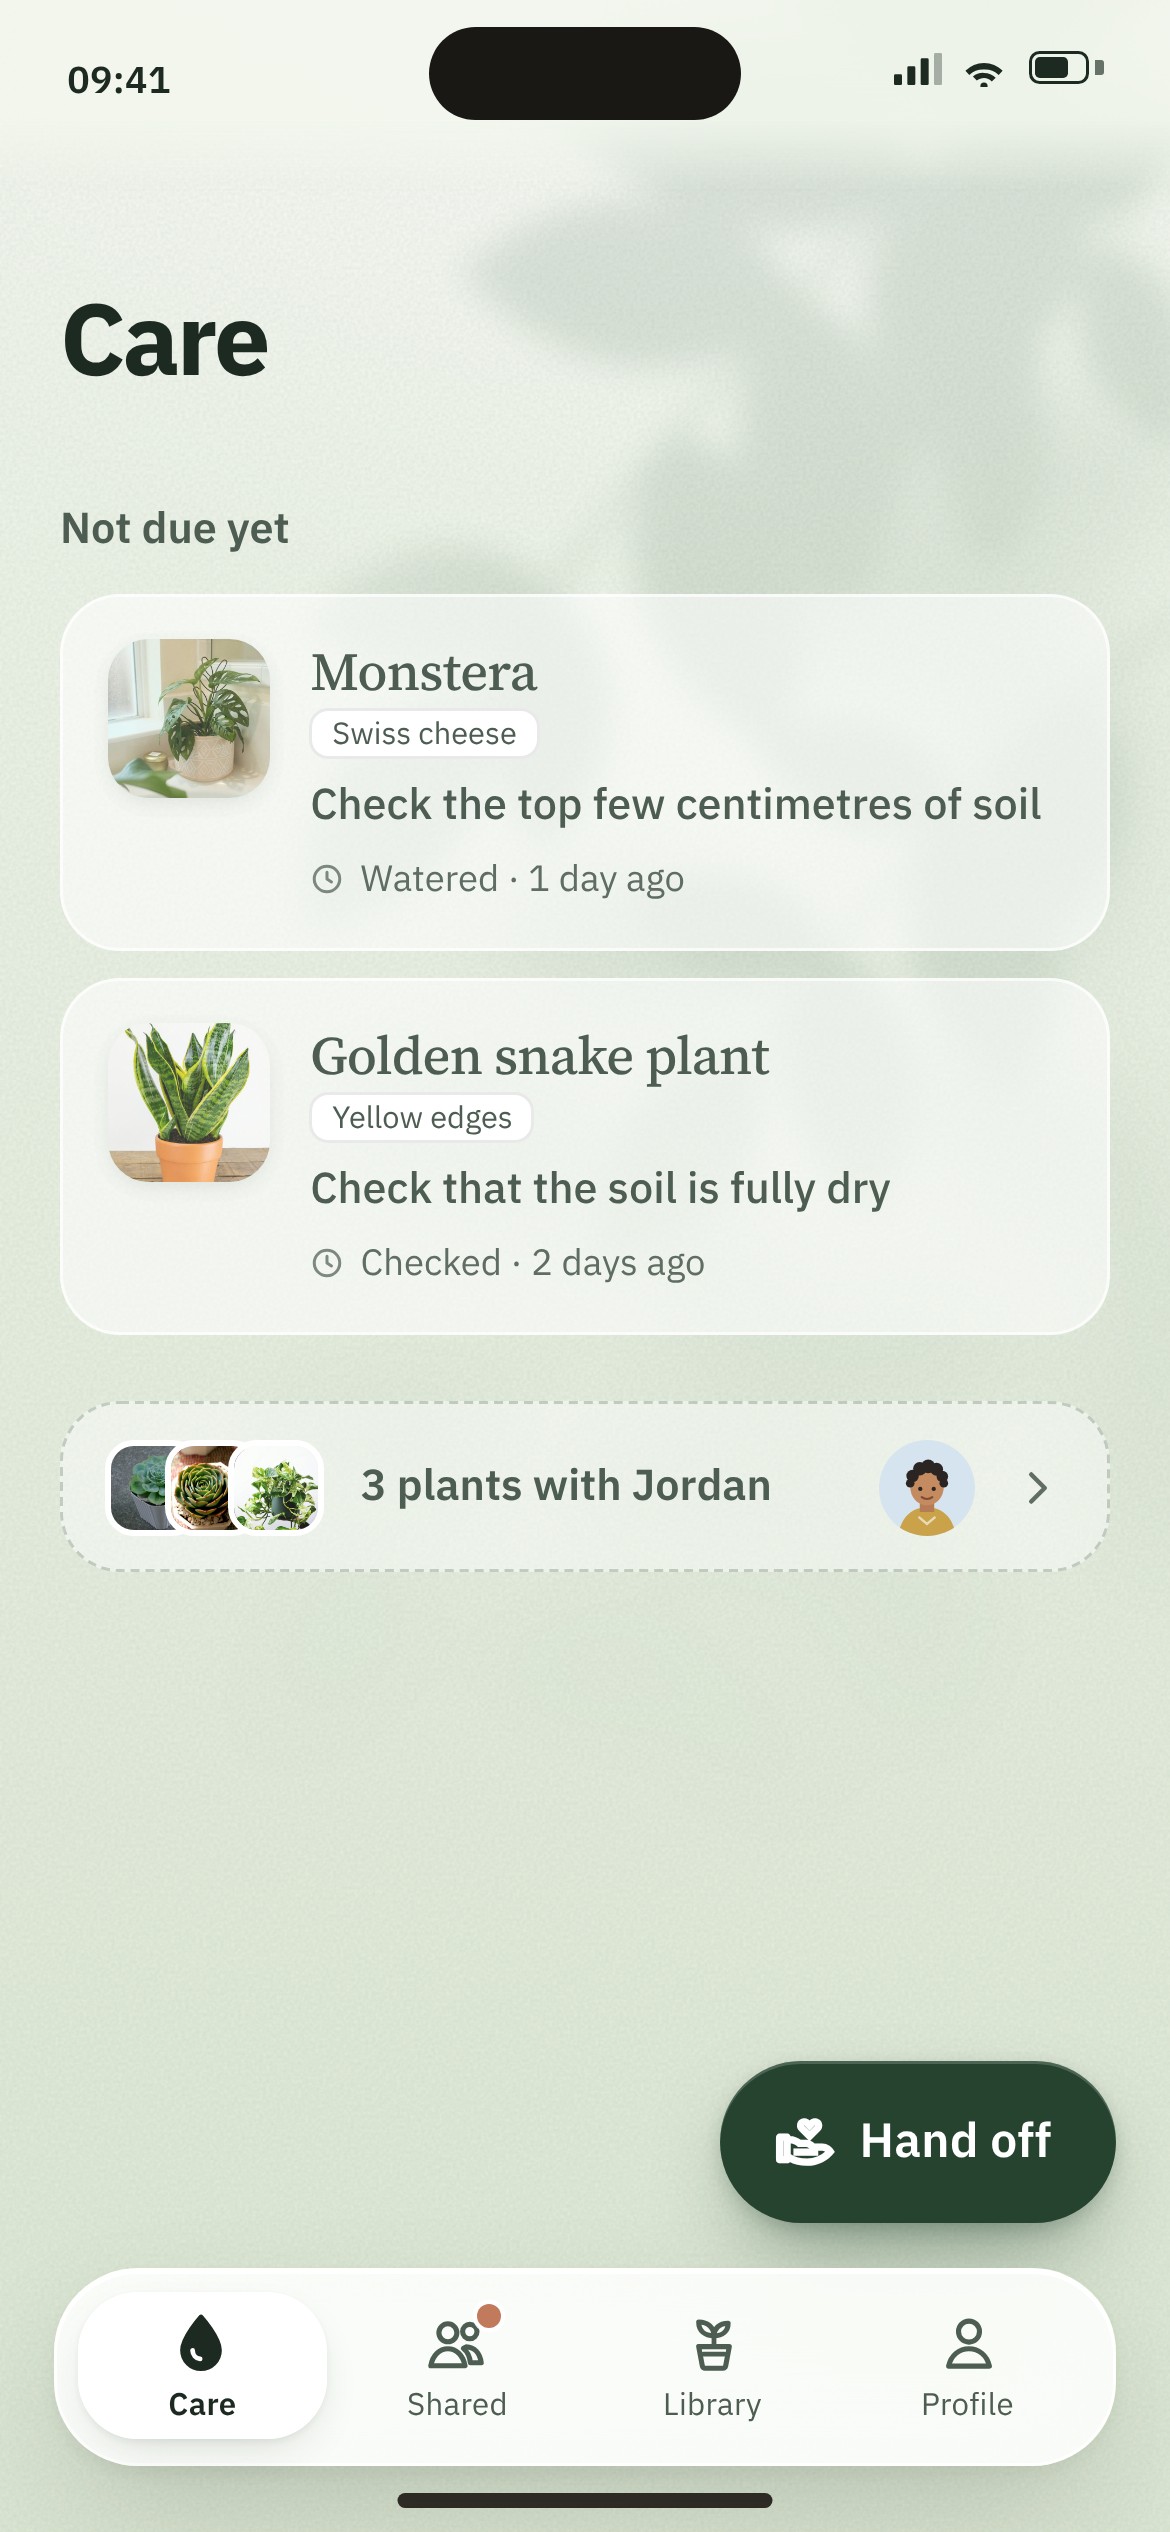 09:41
Care
Not due yet
Monstera
Swiss cheese
Check the top few centimetres of soil
Watered · 1 day ago
Golden snake plant
Yellow edges
Check that the soil is fully dry
Checked · 2 days ago
3 plants with Jordan
Hand off
Care
Shared
Library
Profile